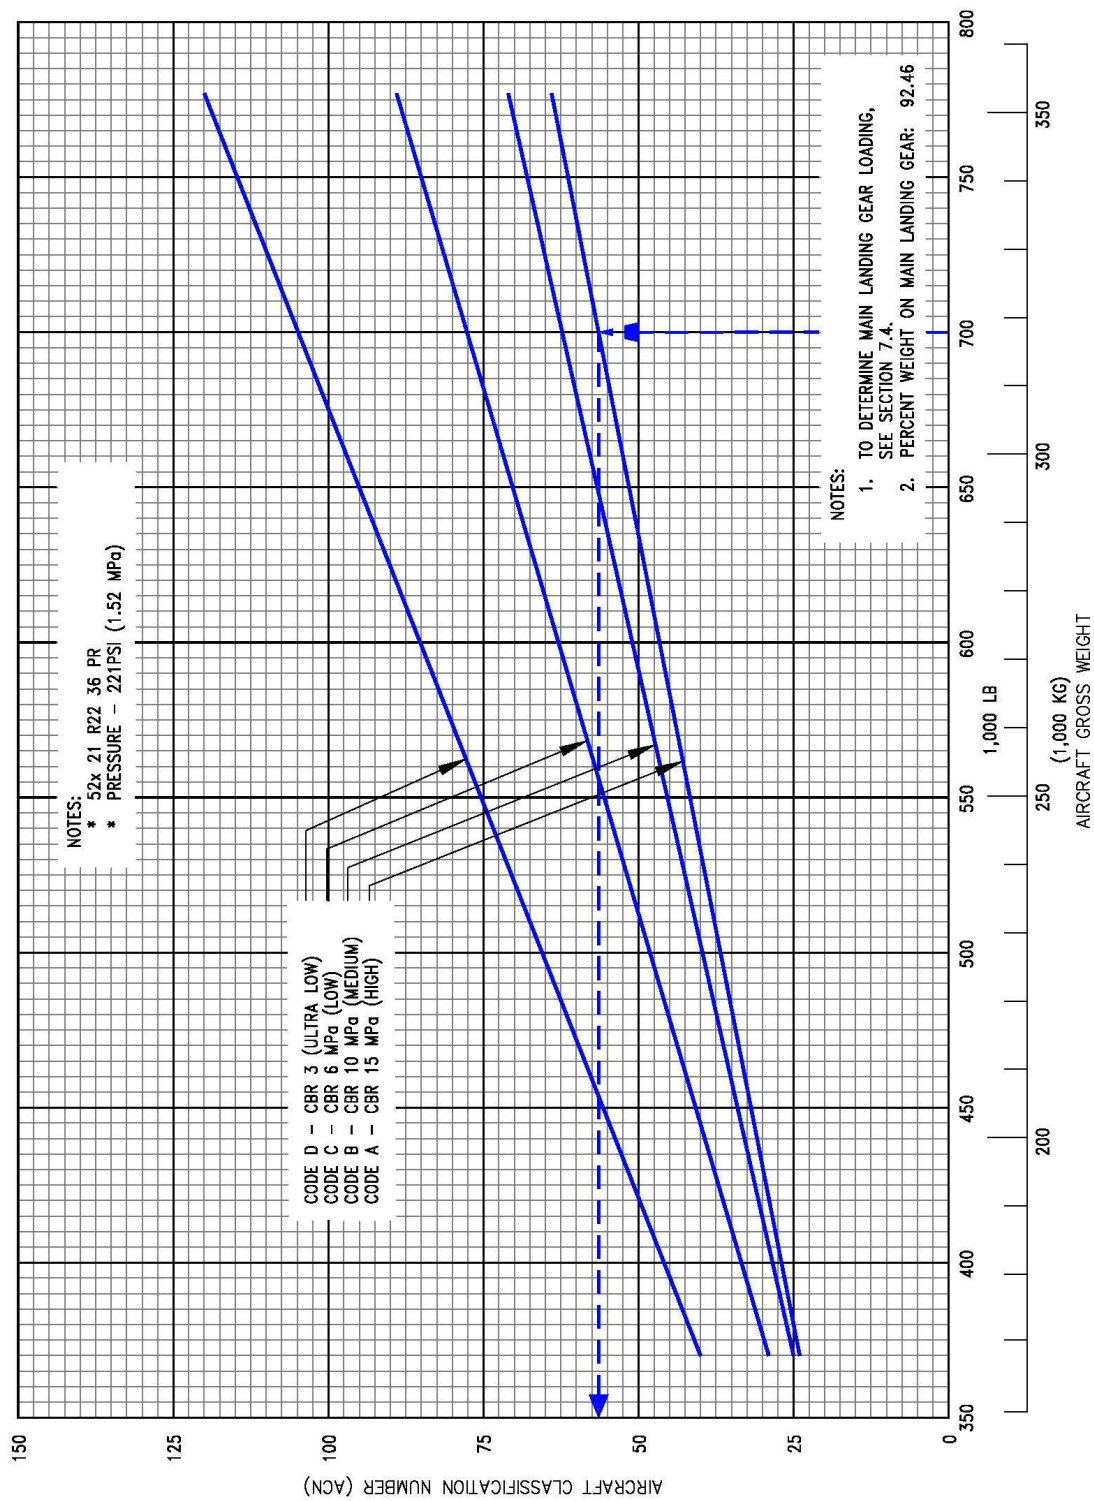 AIRCRAFT CLASSIFICATION NUMBER (ACN)
150
125
100
75
50
25
0
NOTES:
* 52x 21 R22 36 PR
* PRESSURE - 221PSI (1.52 MPa)
CODE D - CBR 3 (ULTRA LOW)
CODE C - CBR 6 MPa (LOW)
CODE B - CBR 10 MPa (MEDIUM)
CODE A - CBR 15 MPa (HIGH)
NOTES:
1. TO DETERMINE MAIN LANDING GEAR LOADING,
SEE SECTION 7.4.
2. PERCENT WEIGHT ON MAIN LANDING GEAR: 92.46
350 400 450 500 550 600 650 700 750 800
1,000 LB
200 250 300 350
(1,000 KG)
AIRCRAFT GROSS WEIGHT